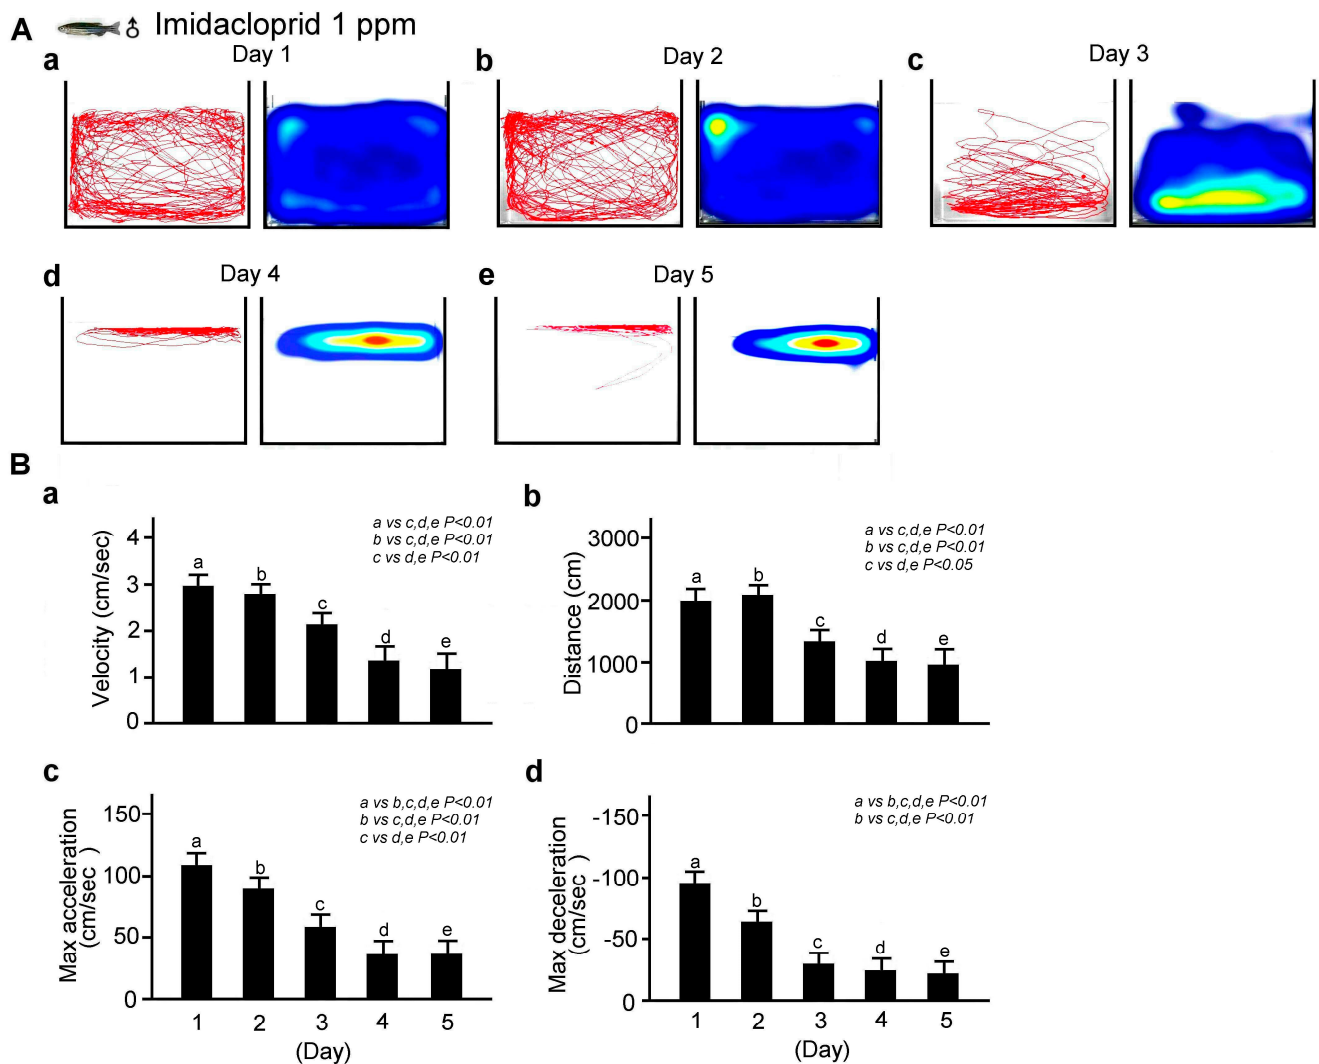 A ♂ Imidacloprid 1 ppm
a Day 1
b Day 2
c Day 3
d Day 4
e Day 5
B
a
Velocity (cm/sec)
4
3
2
1
0
a
b
c
d
e
a vs c,d,e P<0.01
b vs c,d,e P<0.01
c vs d,e P<0.01
b
Distance (cm)
3000
2000
1000
0
a
b
c
d
e
a vs c,d,e P<0.01
b vs c,d,e P<0.01
c vs d,e P<0.05
c
Max acceleration
(cm/sec )
150
100
50
0
a
b
c
d
e
a vs b,c,d,e P<0.01
b vs c,d,e P<0.01
c vs d,e P<0.01
1 2 3 4 5
(Day)
d
Max deceleration
(cm/sec )
-150
-100
-50
0
a
b
c
d
e
a vs b,c,d,e P<0.01
b vs c,d,e P<0.01
1 2 3 4 5
(Day)